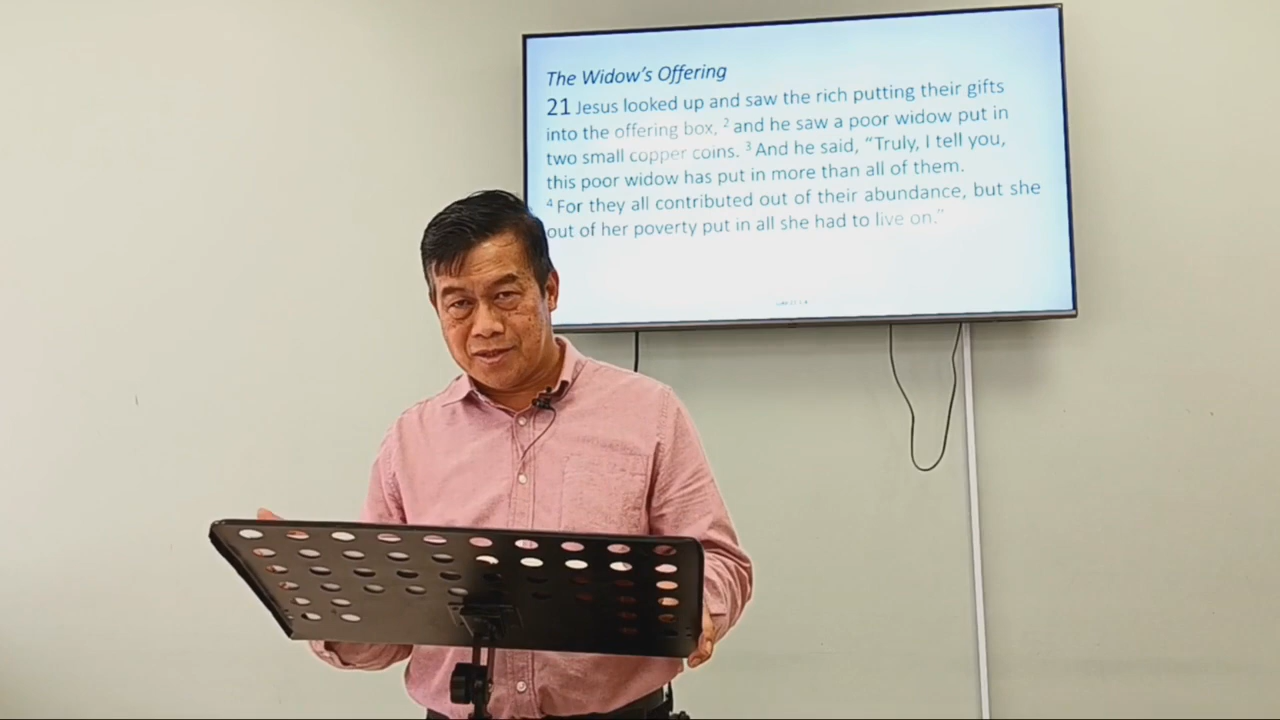 The Widow's Offering
21 Jesus looked up and saw the rich putting their gifts
into the offering box, 2 and he saw a poor widow put in
two small copper coins. 3 And he said, “Truly, I tell you,
this poor widow has put in more than all of them.
4 For they all contributed out of their abundance, but she
out of her poverty put in all she had to live on.”